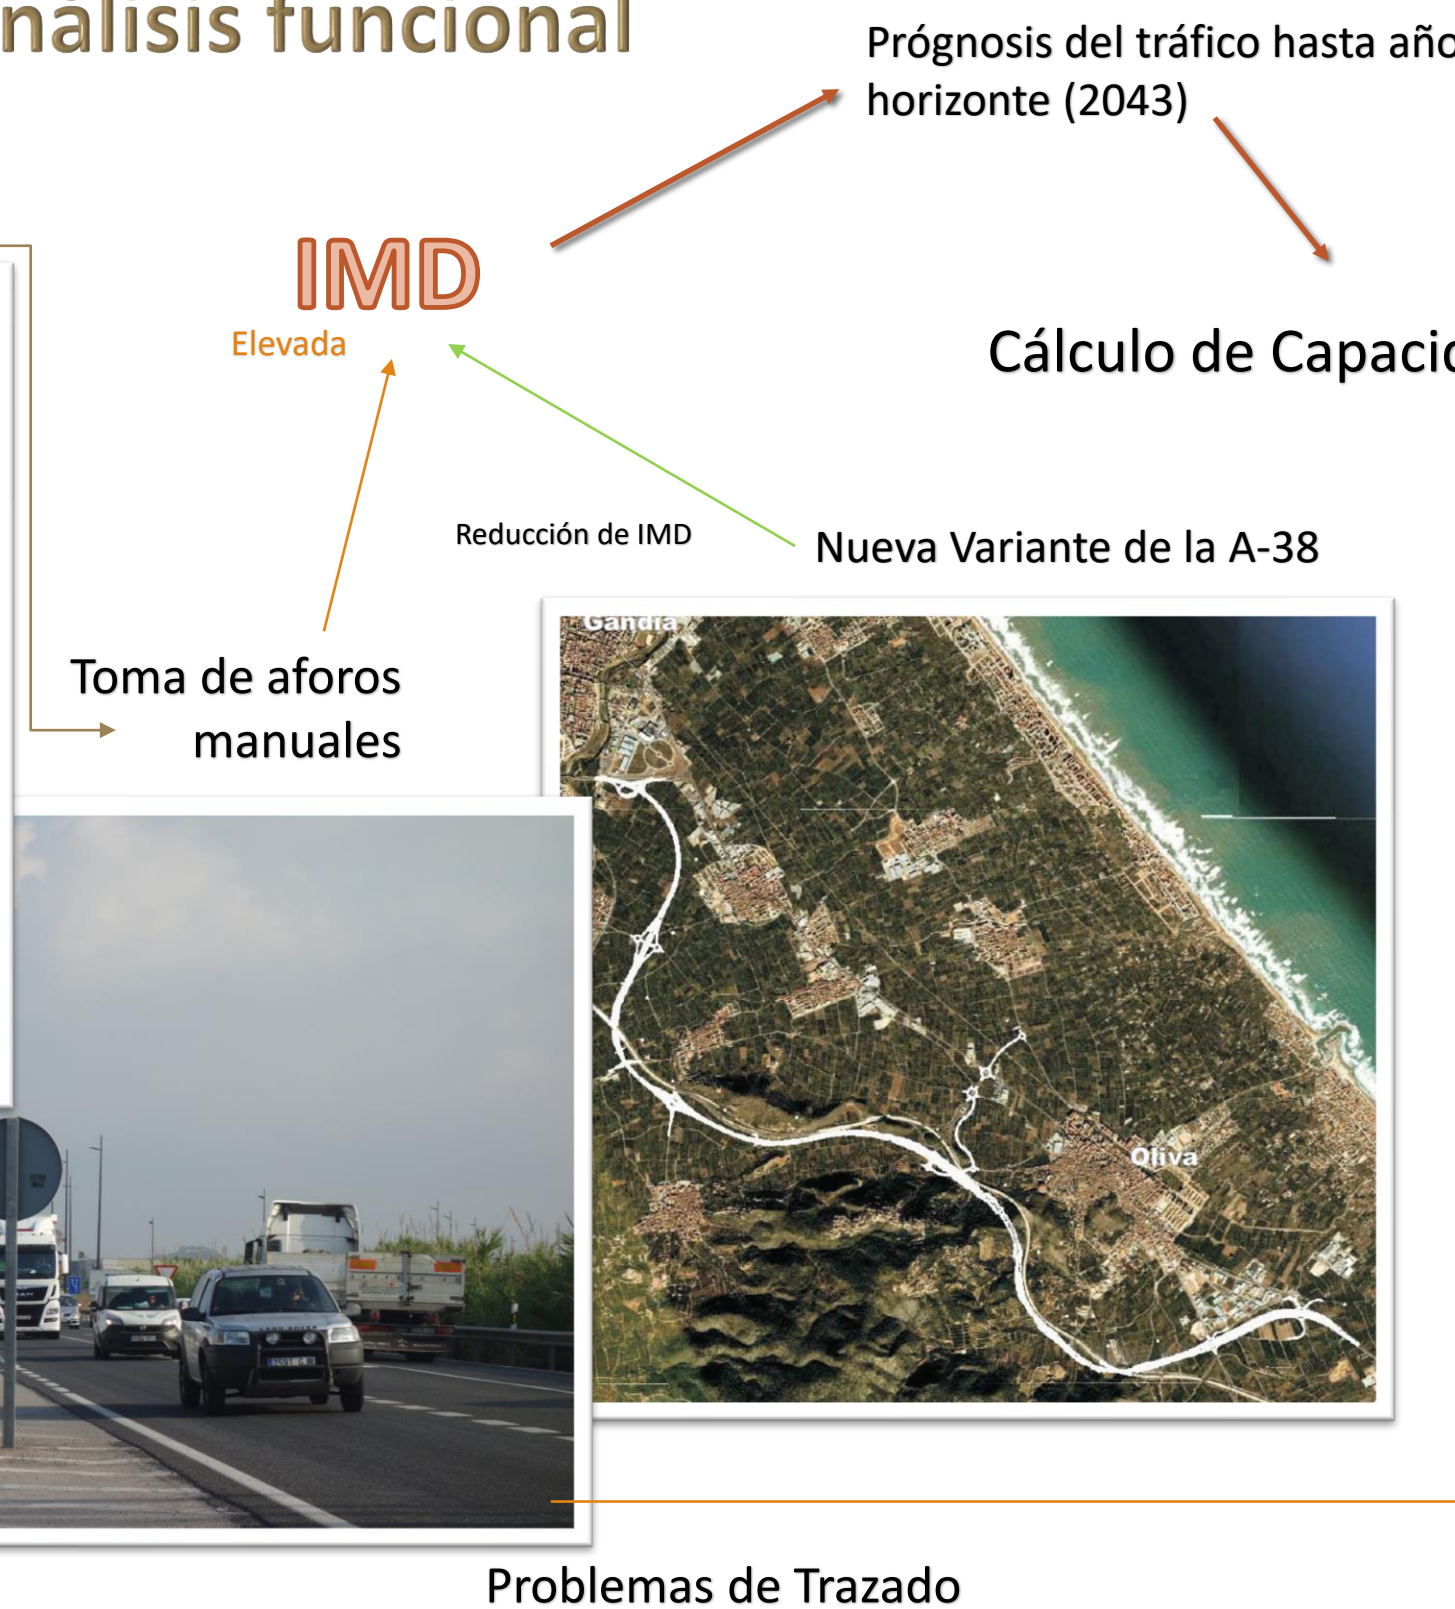 nálisis funcional
Prógnosis del tráfico hasta año
horizonte (2043)
IMD
Elevada
Cálculo de Capaci
Reducción de IMD
Nueva Variante de la A-38
Toma de aforos
manuales
Gandia
Oliva
Problemas de Trazado